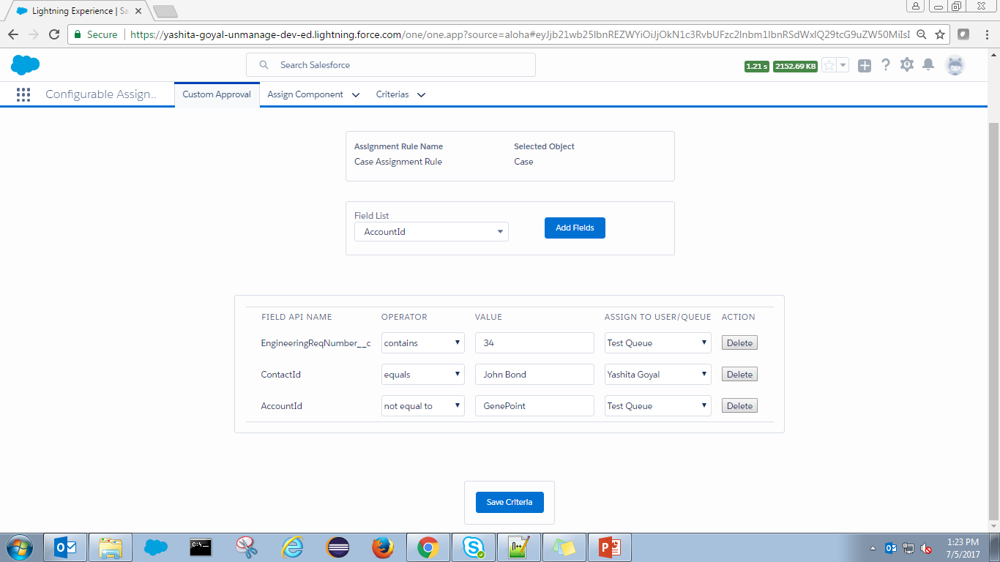 Lightning Experience | Sa
Secure https://yashita-goyal-unmanage-dev-ed.lightning.force.com/one/one.app?source=aloha#
Search Salesforce
1.21 s 2152.69 KB
Configurable Assign.. Custom Approval Assign Component Criterias
Assignment Rule Name Selected Object
Case Assignment Rule Case
Field List
AccountId Add Fields
FIELD API NAME OPERATOR VALUE ASSIGN TO USER/QUEUE ACTION
EngineeringReqNumber__c contains 34 Test Queue Delete
ContactId equals John Bond Yashita Goyal Delete
AccountId not equal to GenePoint Test Queue Delete
Save Criteria
1:23 PM
7/5/2017